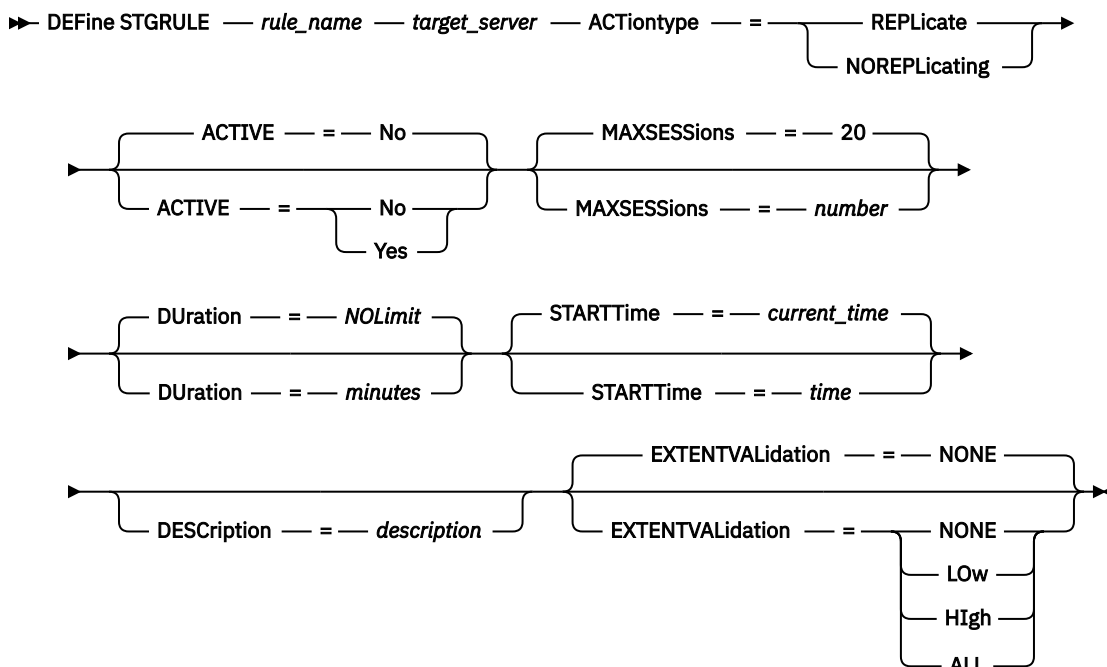 DEFine STGRULE rule_name target_server ACTiontype = REPLicate
NOREPLicating
ACTIVE = No MAXSESSions = 20
ACTIVE = No MAXSESSions = number
Yes
DUration = NOLimit STARTTime = current_time
DUration = minutes STARTTime = time
EXTENTVALidation = NONE
DESCription = description EXTENTVALidation = NONE
LOw
HIgh
ALL